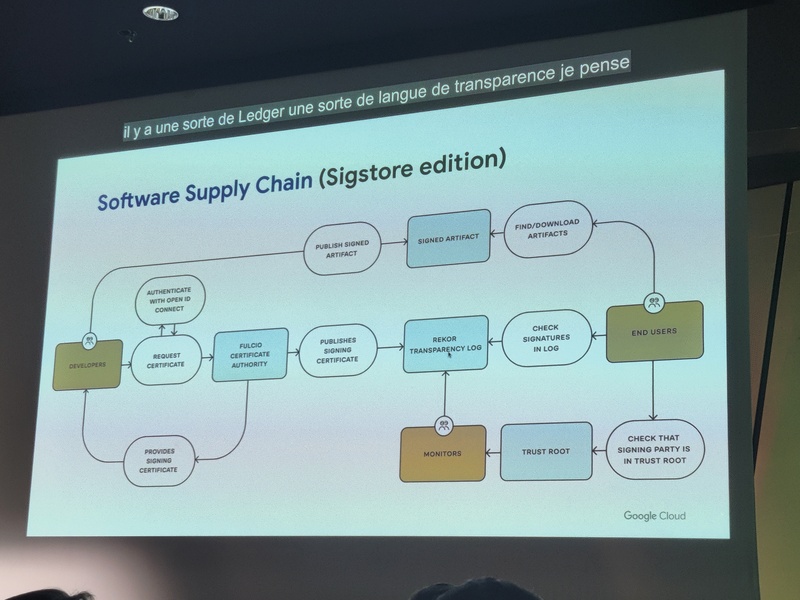 il y a une sorte de Ledger une sorte de langue de transparence je pense
Software Supply Chain (Sigstore edition)
PUBLISH SIGNED
ARTIFACT
SIGNED ARTIFACT
FIND/DOWNLOAD
ARTIFACTS
AUTHENTICATE
WITH OPEN ID
CONNECT
DEVELOPERS
REQUEST
CERTIFICATE
FULCIO
CERTIFICATE
AUTHORITY
PUBLISHES
SIGNING
CERTIFICATE
REKOR
TRANSPARENCY LOG
CHECK
SIGNATURES
IN LOG
END USERS
PROVIDES
SIGNING
CERTIFICATE
MONITORS
TRUST ROOT
CHECK THAT
SIGNING PARTY IS
IN TRUST ROOT
Google Cloud